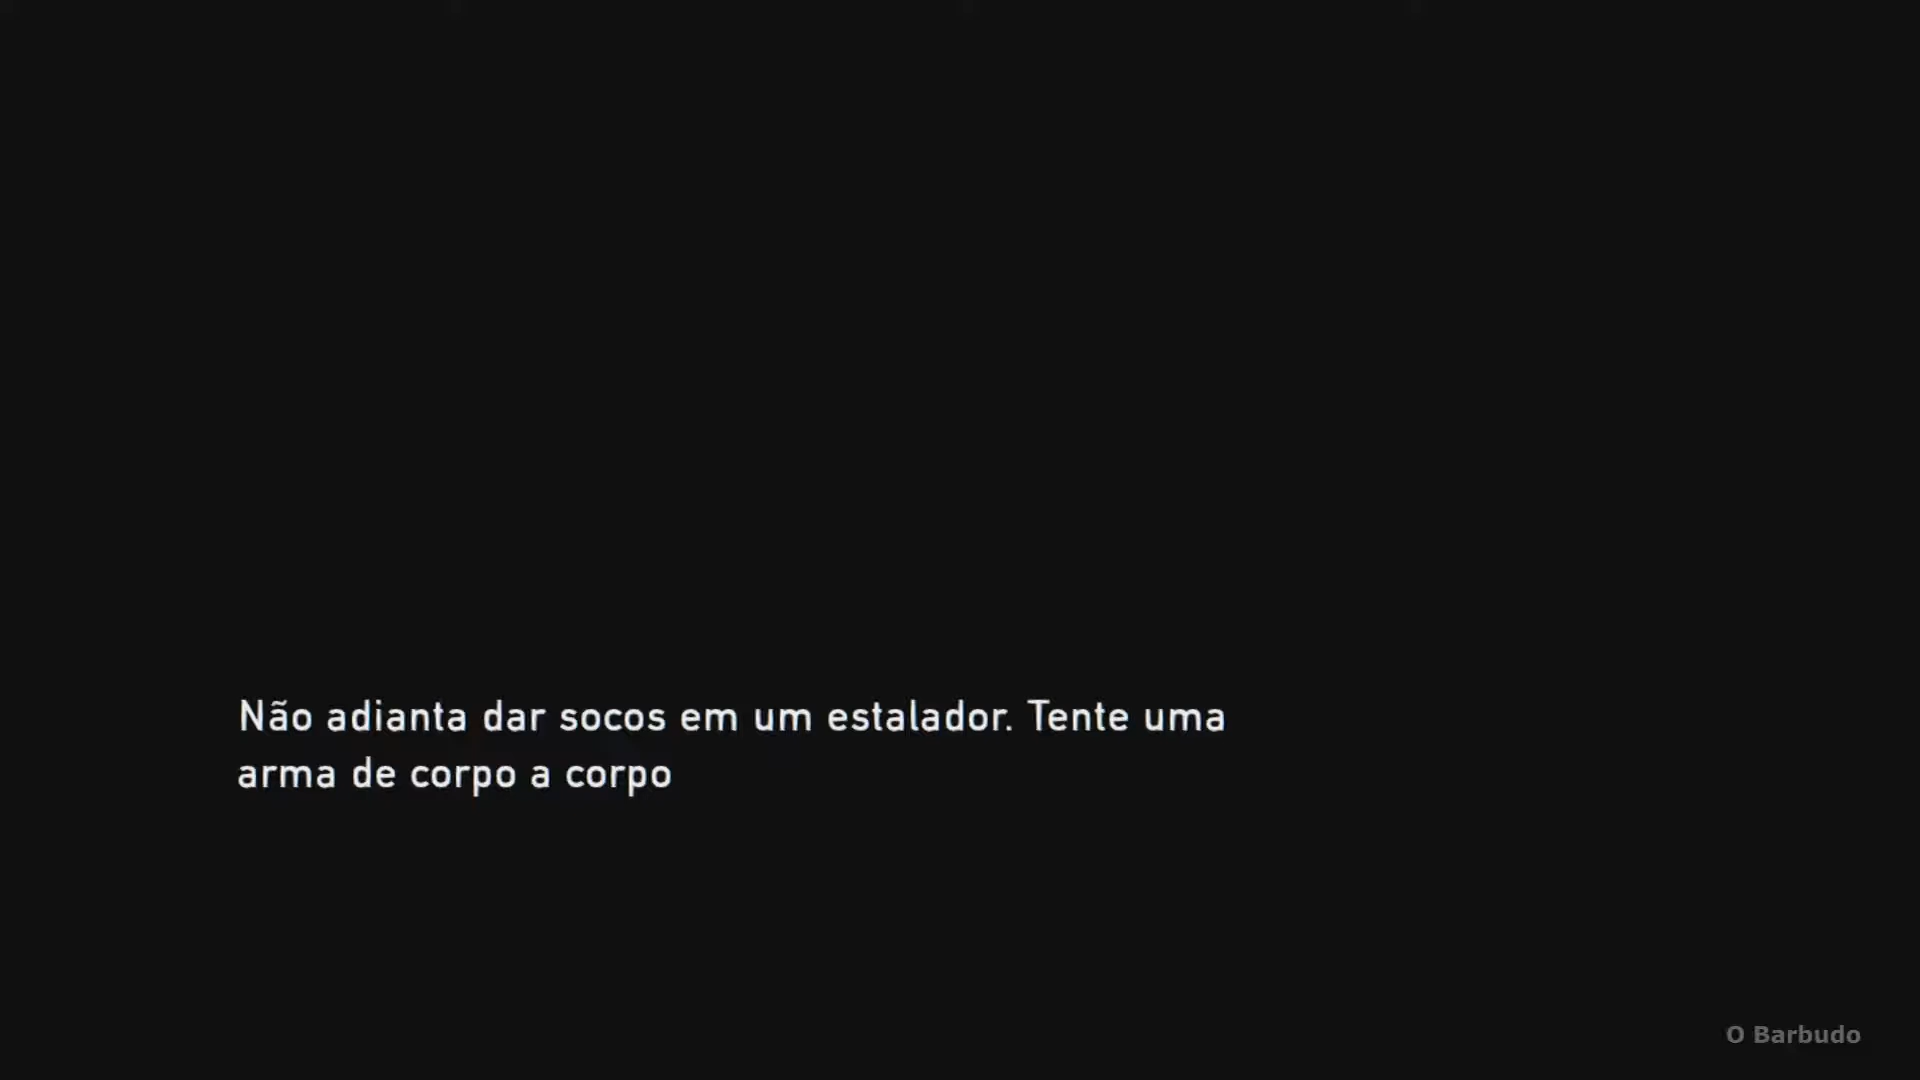 Não adianta dar socos em um estalador. Tente uma
arma de corpo a corpo
O Barbudo